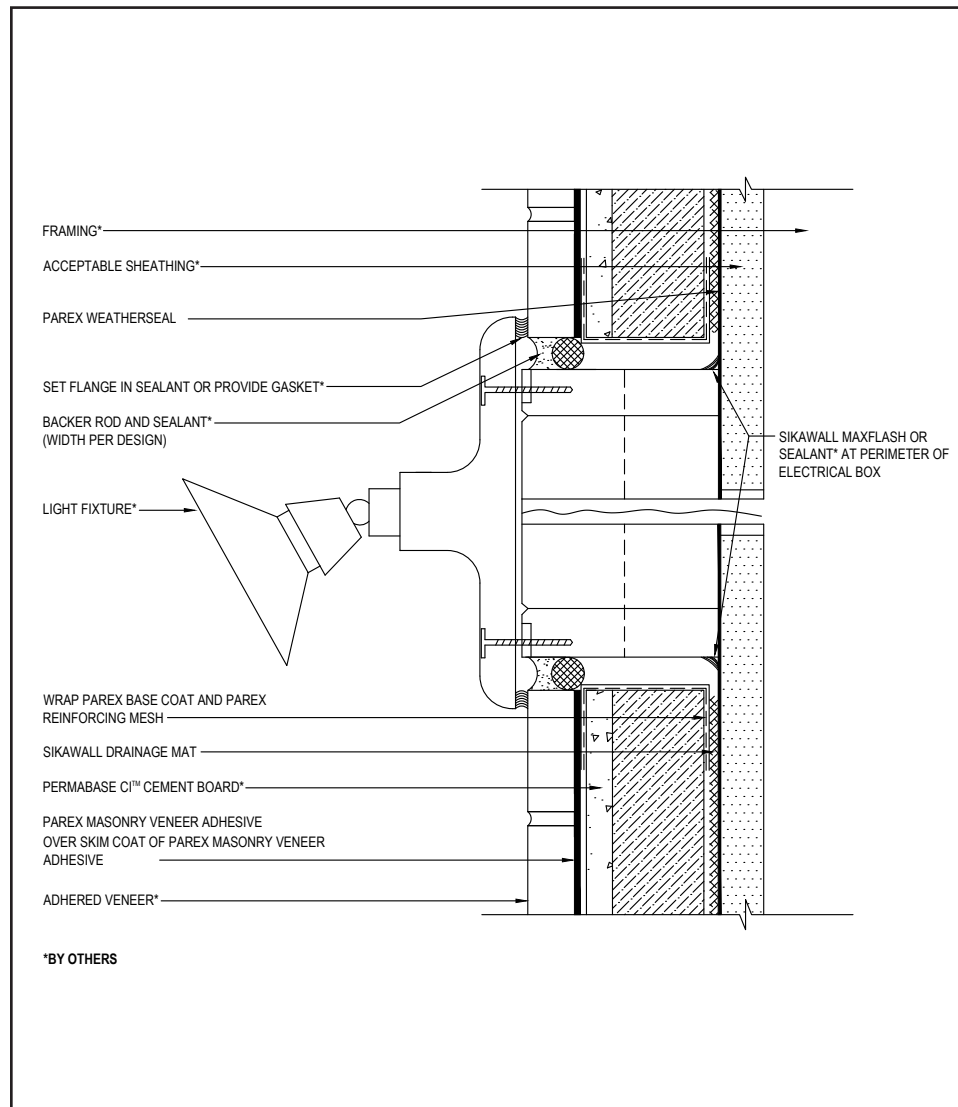 FRAMING*
ACCEPTABLE SHEATHING*
PAREX WEATHERSEAL
SET FLANGE IN SEALANT OR PROVIDE GASKET*
BACKER ROD AND SEALANT*
(WIDTH PER DESIGN)
SIKAWALL MAXFLASH OR
SEALANT* AT PERIMETER OF
ELECTRICAL BOX
LIGHT FIXTURE*
WRAP PAREX BASE COAT AND PAREX
REINFORCING MESH
SIKAWALL DRAINAGE MAT
PERMABASE CI™ CEMENT BOARD*
PAREX MASONRY VENEER ADHESIVE
OVER SKIM COAT OF PAREX MASONRY VENEER
ADHESIVE
ADHERED VENEER*
*BY OTHERS